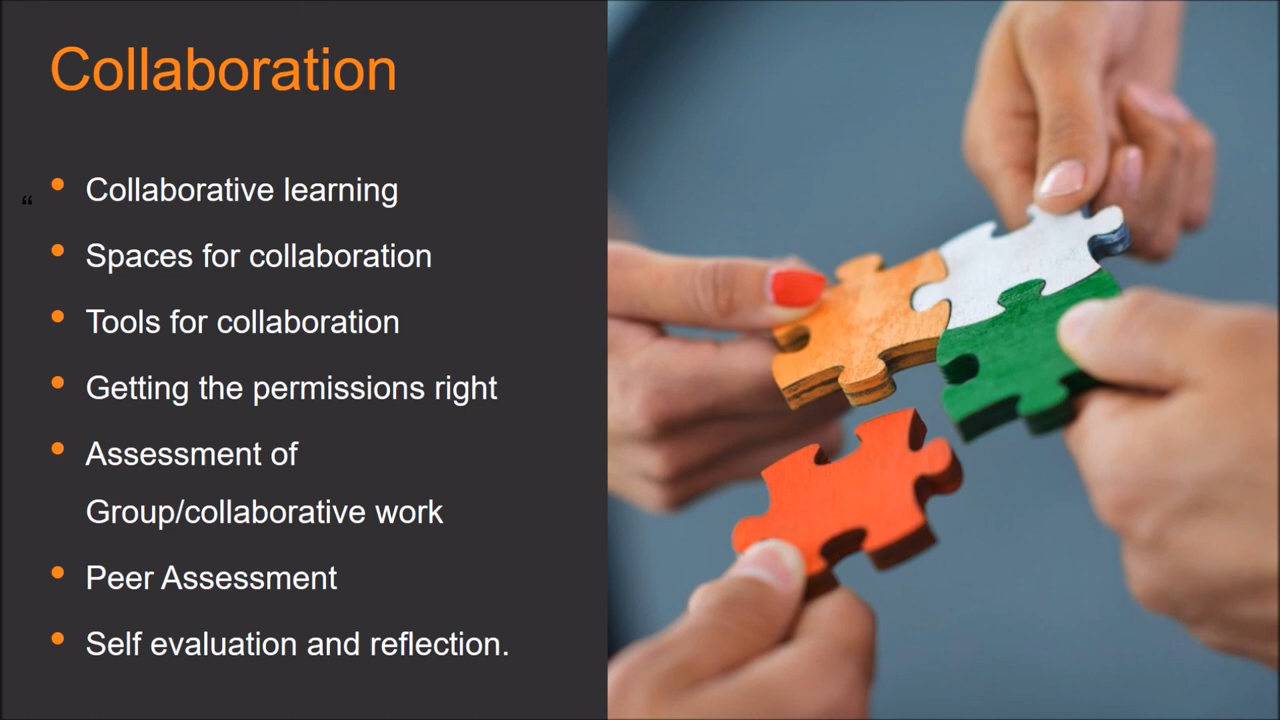 Collaboration
“
• Collaborative learning
• Spaces for collaboration
• Tools for collaboration
• Getting the permissions right
• Assessment of
Group/collaborative work
• Peer Assessment
• Self evaluation and reflection.